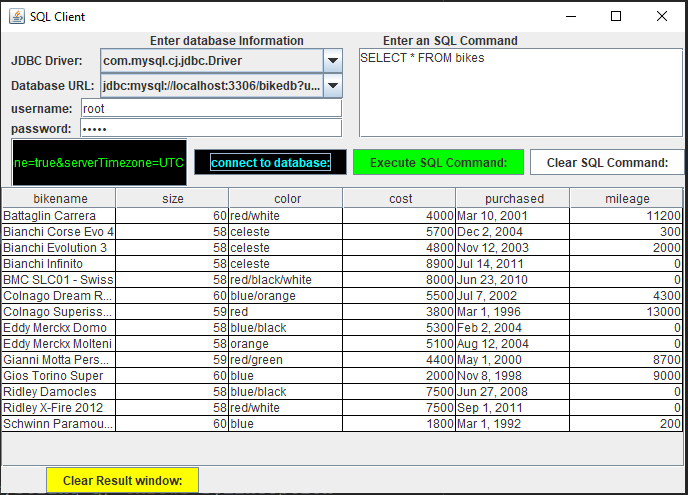 SQL Client
Enter database Information
Enter an SQL Command
JDBC Driver: com.mysql.cj.jdbc.Driver
SELECT * FROM bikes
Database URL: jdbc:mysql://localhost:3306/bikedb?u...
username: root
password: •••••
ne=true&serverTimezone=UTC connect to database: Execute SQL Command: Clear SQL Command:
bikename size color cost purchased mileage
Battaglin Carrera 60 red/white 4000 Mar 10, 2001 11200
Bianchi Corse Evo 4 58 celeste 5700 Dec 2, 2004 300
Bianchi Evolution 3 58 celeste 4800 Nov 12, 2003 2000
Bianchi Infinito 58 celeste 8900 Jul 14, 2011 0
BMC SLC01 - Swiss 58 red/black/white 8000 Jun 23, 2010 0
Colnago Dream R... 60 blue/orange 5500 Jul 7, 2002 4300
Colnago Superiss... 59 red 3800 Mar 1, 1996 13000
Eddy Merckx Domo 58 blue/black 5300 Feb 2, 2004 0
Eddy Merckx Molteni 58 orange 5100 Aug 12, 2004 0
Gianni Motta Pers... 59 red/green 4400 May 1, 2000 8700
Gios Torino Super 60 blue 2000 Nov 8, 1998 9000
Ridley Damocles 58 blue/black 7500 Jun 27, 2008 0
Ridley X-Fire 2012 58 red/white 7500 Sep 1, 2011 0
Schwinn Paramou... 60 blue 1800 Mar 1, 1992 200
Clear Result window: